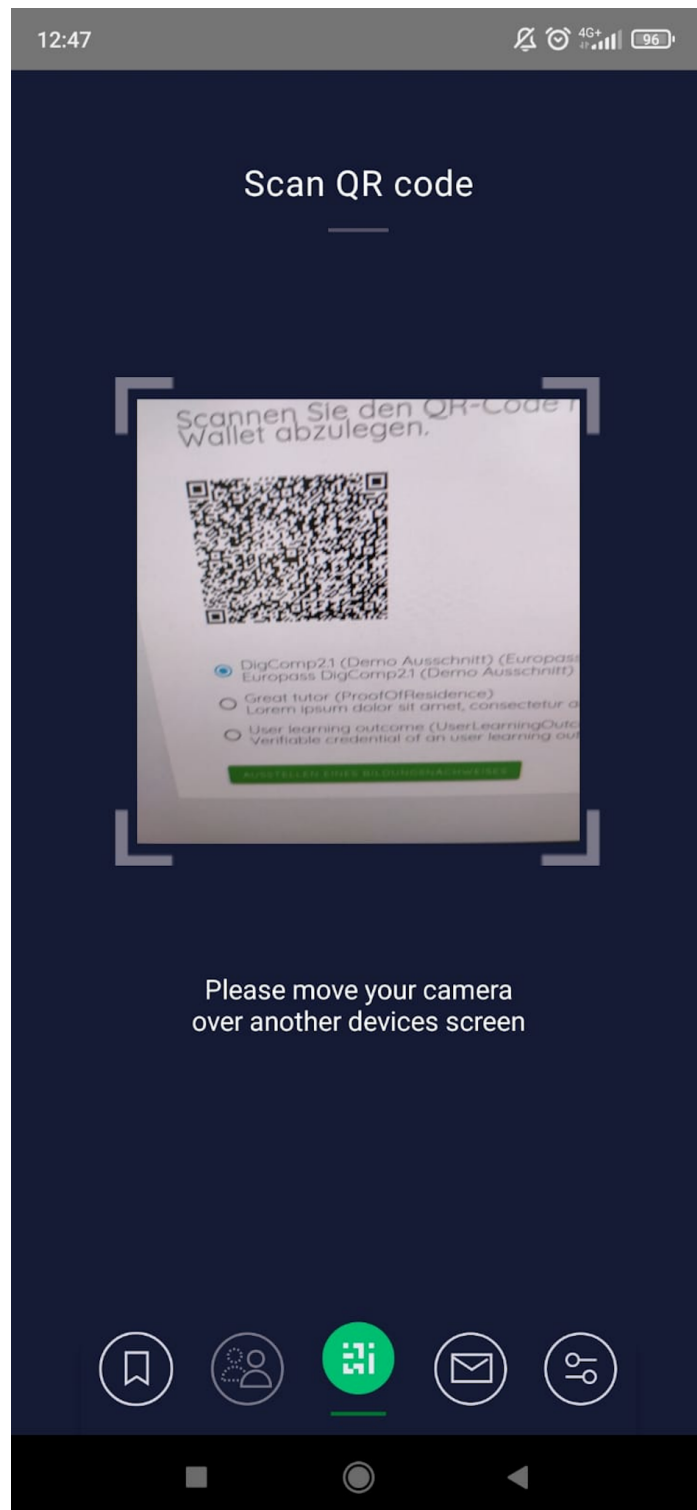 12:47
4G+
96
Scan QR code
Scannen Sie den QR-Code
Wallet abzulegen.
DigComp2.1 (Demo Ausschnitt) (Europass
Europass DigComp2.1 (Demo Ausschnitt)
Great tutor (ProofOfResidence)
Lorem ipsum dolor sit amet, consectetur
User learning outcome (UserLearningOutc
Verifiable credential of an user learning out
AUSSTELLEN EINES BILDUNGSNACHWEISES
Please move your camera
over another devices screen